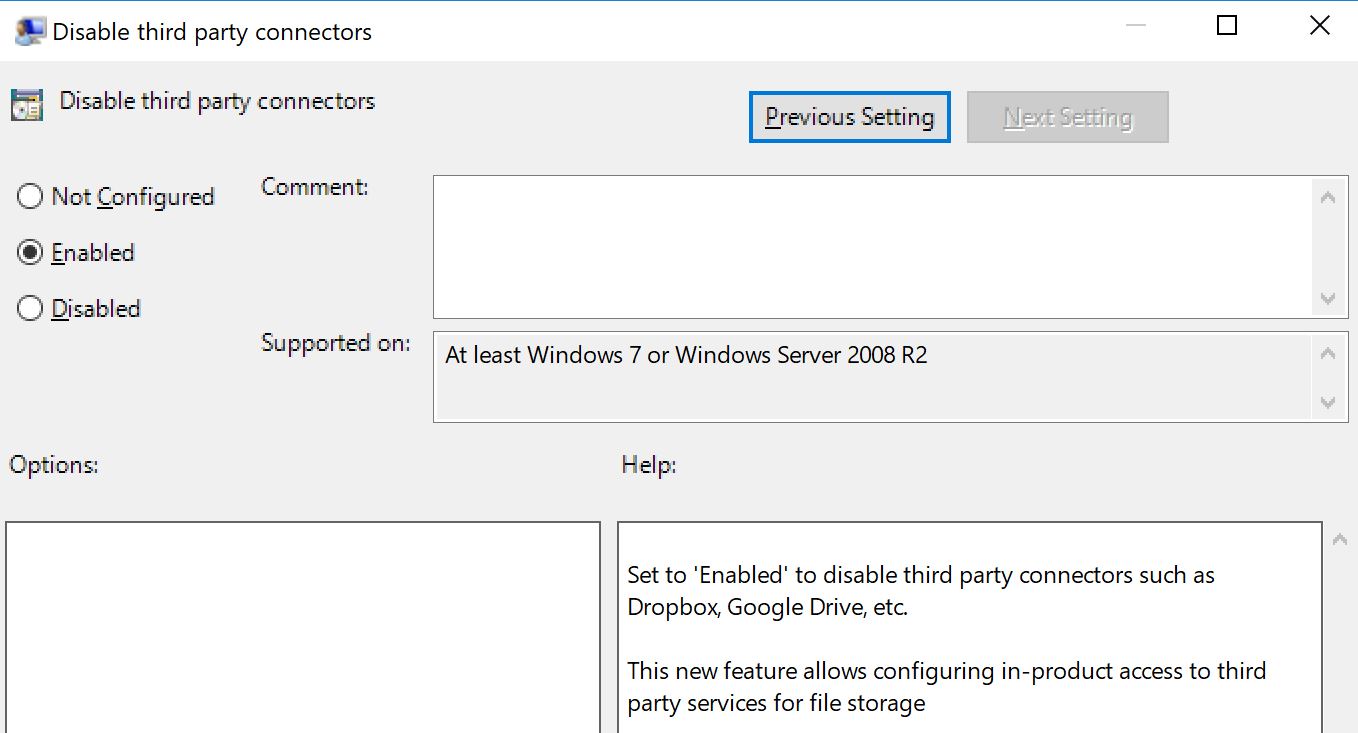 Disable third party connectors
Disable third party connectors
Previous Setting
Next Setting
Not Configured
Comment:
Enabled
Disabled
Supported on:
At least Windows 7 or Windows Server 2008 R2
Options:
Help:
Set to 'Enabled' to disable third party connectors such as
Dropbox, Google Drive, etc.
This new feature allows configuring in-product access to third
party services for file storage